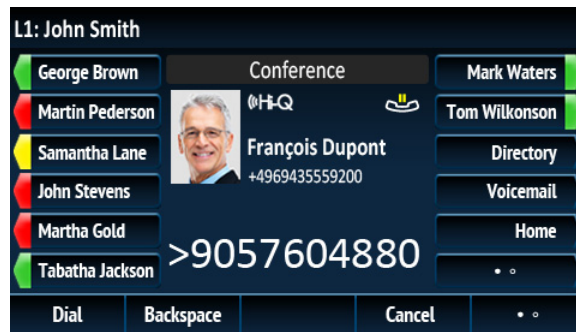 L1: John Smith
George Brown
Conference
Mark Waters
Martin Pederson
Hi-Q
Tom Wilkonson
Samantha Lane
François Dupont
Directory
+4969435559200
John Stevens
Voicemail
Martha Gold
>9057604880
Home
Tabatha Jackson
Dial
Backspace
Cancel